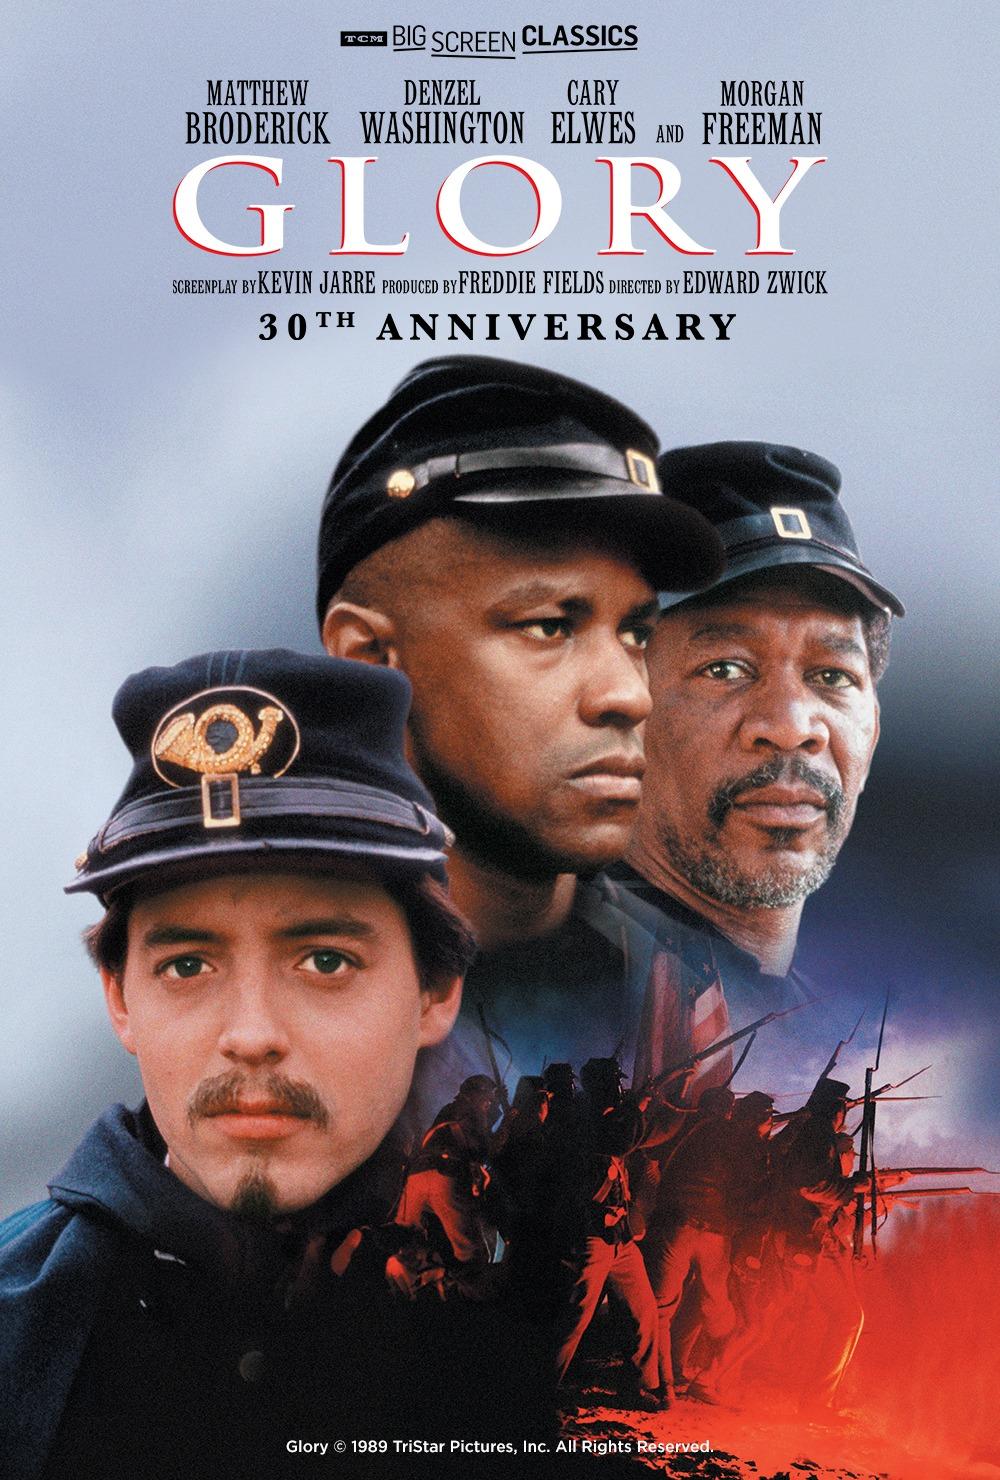 TCM BIG SCREEN CLASSICS
MATTHEW BRODERICK DENZEL WASHINGTON CARY ELWES AND MORGAN FREEMAN
GLORY
SCREENPLAY BY KEVIN JARRE PRODUCED BY FREDDIE FIELDS DIRECTED BY EDWARD ZWICK
30TH ANNIVERSARY
Glory © 1989 TriStar Pictures, Inc. All Rights Reserved.